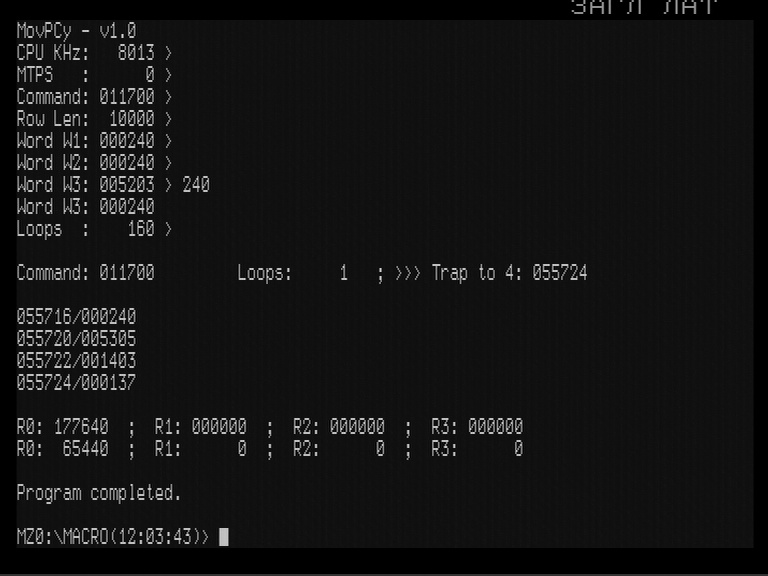 MovPCy - v1.0
CPU KHz:   8013 >
MTPS   :      0 >
Command: 011700 >
Row Len:  10000 >
Word W1: 000240 >
Word W2: 000240 >
Word W3: 005203 > 240
Word W3: 000240
Loops  :    160 >
Command: 011700         Loops:     1   ; >>> Trap to 4: 055724
055716/000240
055720/005305
055722/001403
055724/000137
R0: 177640  ;  R1: 000000  ;  R2: 000000  ;  R3: 000000
R0:  65440  ;  R1:      0  ;  R2:      0  ;  R3:      0
Program completed.
MZ0:\MACRO(12:03:43)>